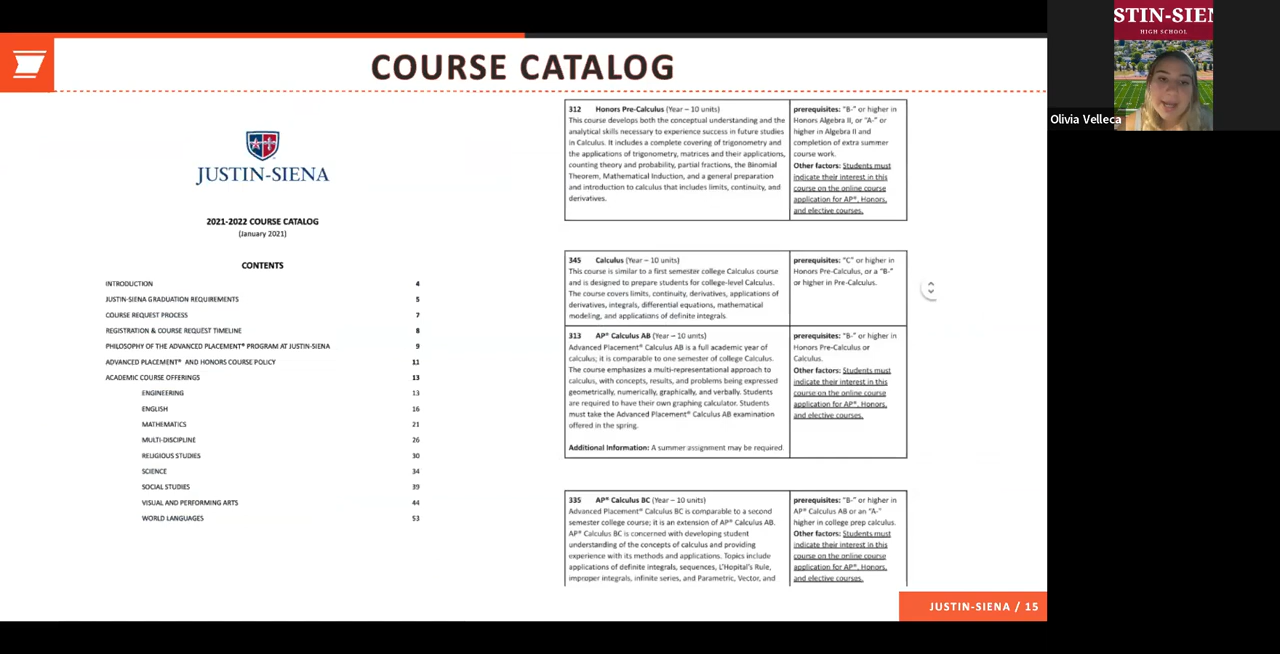 COURSE CATALOG
JUSTIN-SIENA
2021-2022 COURSE CATALOG
(January 2021)
CONTENTS
INTRODUCTION 4
JUSTIN-SIENA GRADUATION REQUIREMENTS 5
COURSE REQUEST PROCESS 7
REGISTRATION & COURSE REQUEST TIMELINE 8
PHILOSOPHY OF THE ADVANCED PLACEMENT® PROGRAM AT JUSTIN-SIENA 9
ADVANCED PLACEMENT® AND HONORS COURSE POLICY 11
ACADEMIC COURSE OFFERINGS 13
ENGINEERING 13
ENGLISH 16
MATHEMATICS 21
MULTI-DISCIPLINE 26
RELIGIOUS STUDIES 30
SCIENCE 34
SOCIAL STUDIES 39
VISUAL AND PERFORMING ARTS 44
WORLD LANGUAGES 53
312 Honors Pre-Calculus (Year – 10 units)
This course develops both the conceptual understanding and the
analytical skills necessary to experience success in future studies
in Calculus. It includes a complete covering of trigonometry and
the applications of trigonometry, matrices and their applications,
counting theory and probability, partial fractions, the Binomial
Theorem, Mathematical Induction, and a general preparation
and introduction to calculus that includes limits, continuity, and
derivatives.
prerequisites: "B-" or higher in
Honors Algebra II, or "A-" or
higher in Algebra II and
completion of extra summer
course work.
Other factors: Students must
indicate their interest in this
course on the online course
application for AP®, Honors,
and elective courses.
345 Calculus (Year – 10 units)
This course is similar to a first semester college Calculus course
and is designed to prepare students for college-level Calculus.
The course covers limits, continuity, derivatives, applications of
derivatives, integrals, differential equations, mathematical
modeling, and applications of definite integrals.
prerequisites: "C" or higher in
Honors Pre-Calculus, or a "B-"
or higher in Pre-Calculus.
313 AP® Calculus AB (Year – 10 units)
Advanced Placement® Calculus AB is a full academic year of
calculus; it is comparable to one semester of college Calculus.
The course emphasizes a multi-representational approach to
calculus, with concepts, results, and problems being expressed
geometrically, numerically, graphically, and verbally. Students
are required to have their own graphing calculator. Students
must take the Advanced Placement® Calculus AB examination
offered in the spring.
Additional Information: A summer assignment may be required.
prerequisites: "B-" or higher in
Honors Pre-Calculus or
Calculus.
Other factors: Students must
indicate their interest in this
course on the online course
application for AP®, Honors,
and elective courses.
335 AP® Calculus BC (Year – 10 units)
Advanced Placement® Calculus BC is comparable to a second
semester college course; it is an extension of AP® Calculus AB.
AP® Calculus BC is concerned with developing student
understanding of the concepts of calculus and providing
experience with its methods and applications. Topics include
applications of definite integrals, sequences, L'Hopital's Rule,
improper integrals, infinite series, and Parametric, Vector, and
prerequisites: "B-" or higher in
AP® Calculus AB or an "A-"
higher in college prep calculus.
Other factors: Students must
indicate their interest in this
course on the online course
application for AP®, Honors,
and elective courses.
JUSTIN-SIENA / 15
STIN-SIEN
HIGH SCHOOL
Olivia Velleca